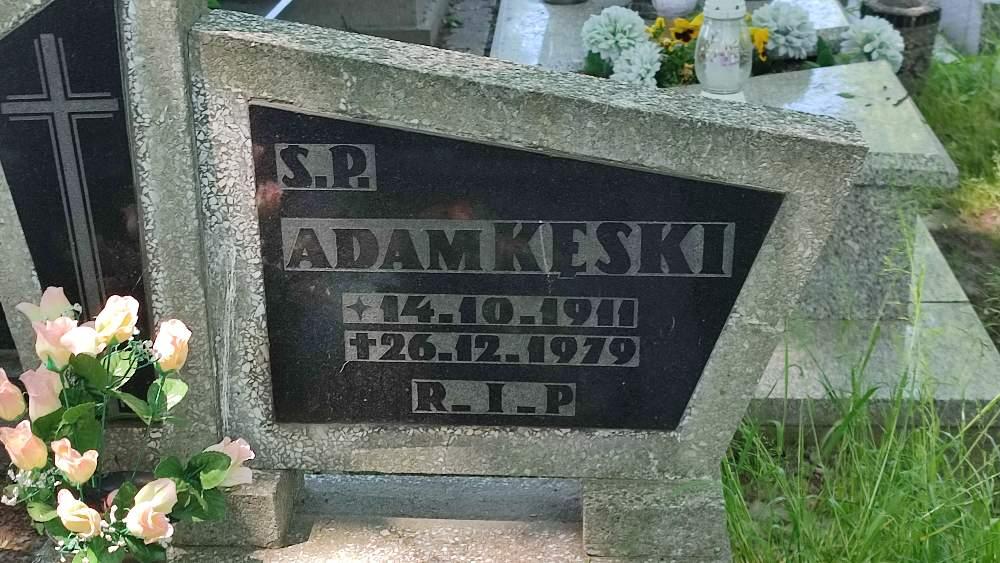 Ś.P.
ADAM KĘSKI
✦ 14.10.1911
✝ 26.12.1979
R.I.P